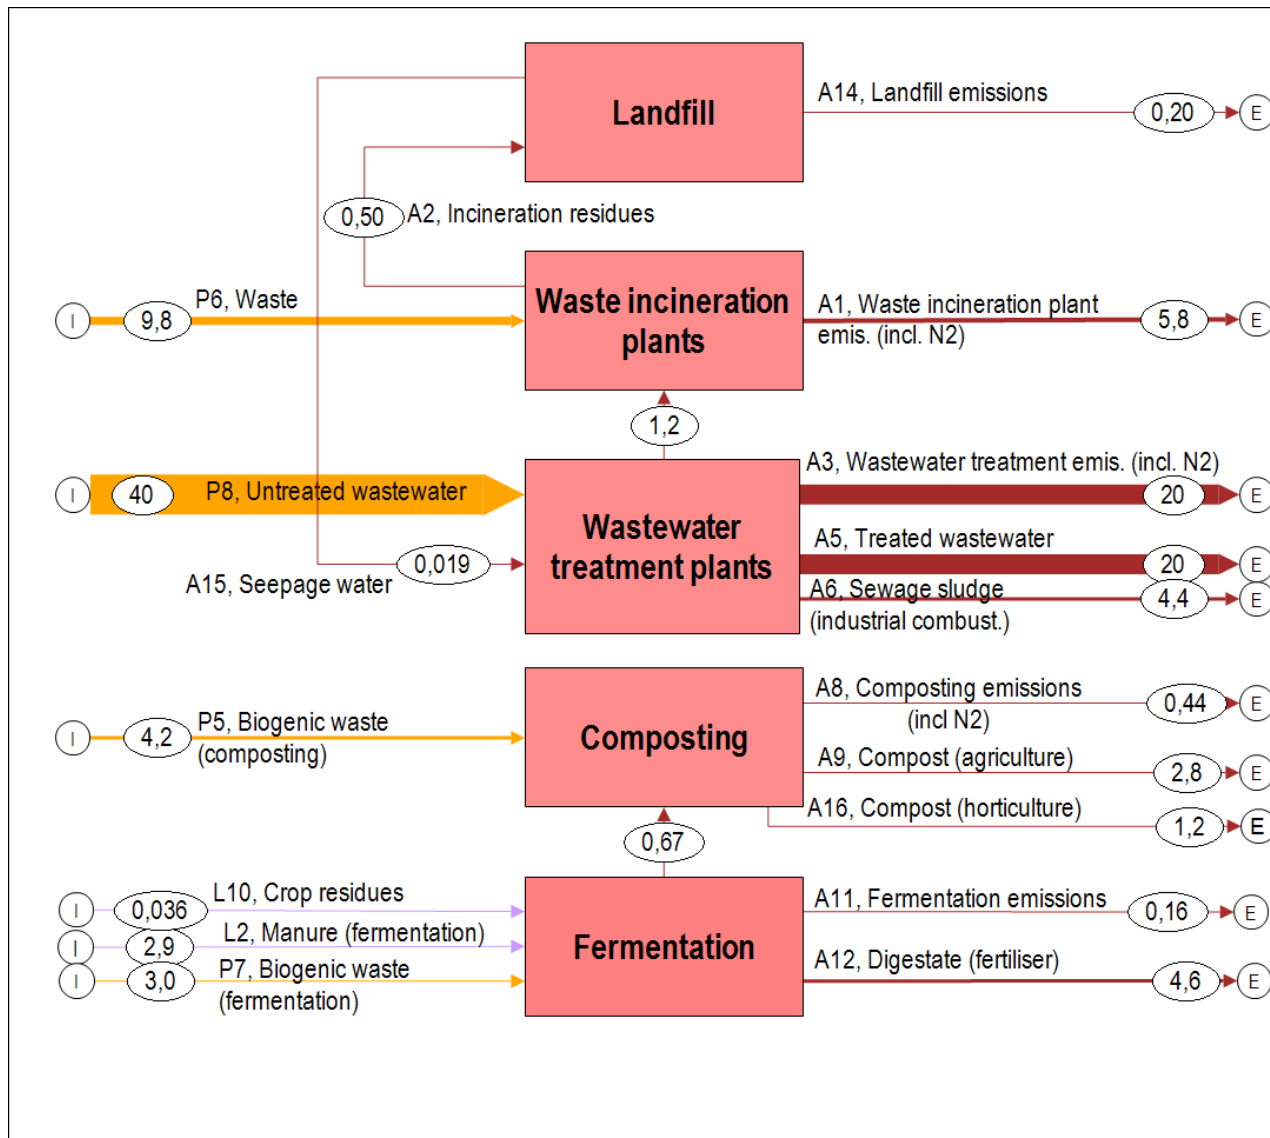 Landfill
A14, Landfill emissions
0,20
E
0,50
A2, Incineration residues
I
9,8
P6, Waste
Waste incineration
plants
A1, Waste incineration plant
emis. (incl. N2)
5,8
E
1,2
I
40
P8, Untreated wastewater
Wastewater
treatment plants
A3, Wastewater treatment emis. (incl. N2)
20
E
A5, Treated wastewater
20
E
A15, Seepage water
0,019
A6, Sewage sludge
(industrial combust.)
4,4
E
I
4,2
P5, Biogenic waste
(composting)
Composting
A8, Composting emissions
(incl N2)
0,44
E
A9, Compost (agriculture)
2,8
E
A16, Compost (horticulture)
1,2
E
0,67
I
0,036
L10, Crop residues
I
2,9
L2, Manure (fermentation)
I
3,0
P7, Biogenic waste
(fermentation)
Fermentation
A11, Fermentation emissions
0,16
E
A12, Digestate (fertiliser)
4,6
E